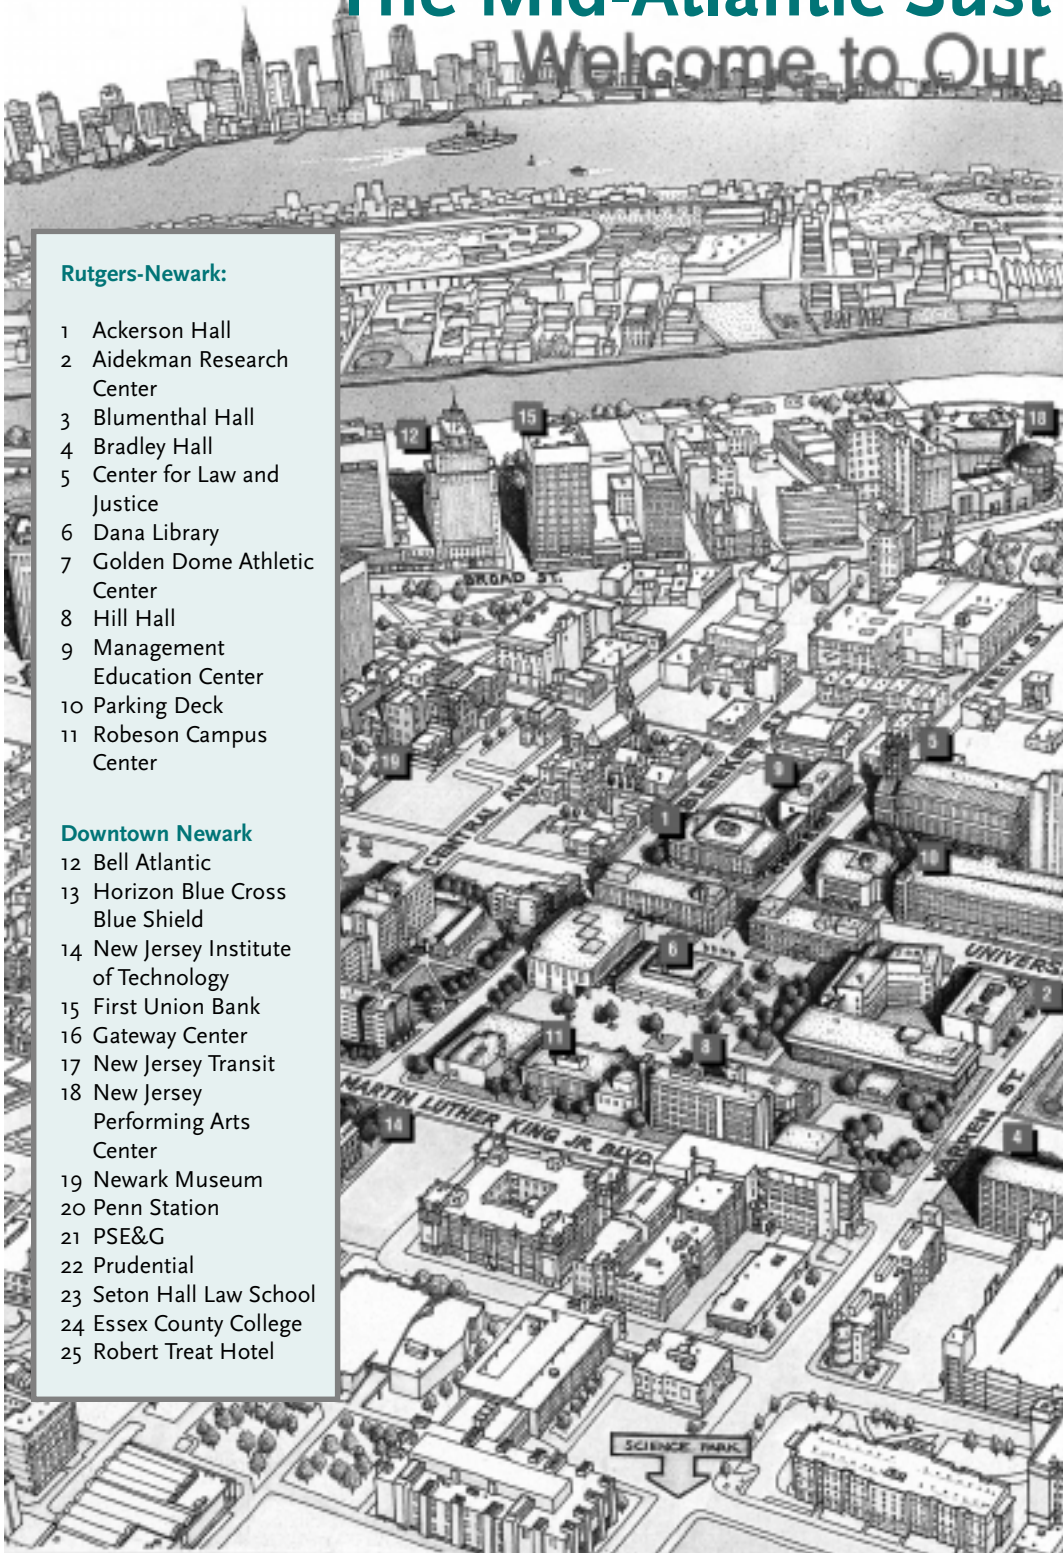 The Mid-Atlantic Sust
Welcome to Our
Rutgers-Newark:
1 Ackerson Hall
2 Aidekman Research
Center
3 Blumenthal Hall
4 Bradley Hall
5 Center for Law and
Justice
6 Dana Library
7 Golden Dome Athletic
Center
8 Hill Hall
9 Management
Education Center
10 Parking Deck
11 Robeson Campus
Center
Downtown Newark
12 Bell Atlantic
13 Horizon Blue Cross
Blue Shield
14 New Jersey Institute
of Technology
15 First Union Bank
16 Gateway Center
17 New Jersey Transit
18 New Jersey
Performing Arts
Center
19 Newark Museum
20 Penn Station
21 PSE&G
22 Prudential
23 Seton Hall Law School
24 Essex County College
25 Robert Treat Hotel
12
15
18
BROAD ST.
NEW ST.
19
5
9
BLEEKER ST
1
CENTRAL AVE
10
6
UNIVERS
2
11
8
MARTIN LUTHER KING JR. BLVD.
14
WARREN ST.
4
SCIENCE PARK